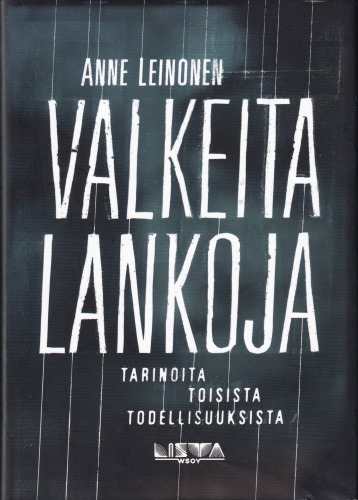 ANNE LEINONEN
VALKEITA
LANKOJA
TARINOITA
TOISISTA
TODELLISUUKSISTA
WSOY